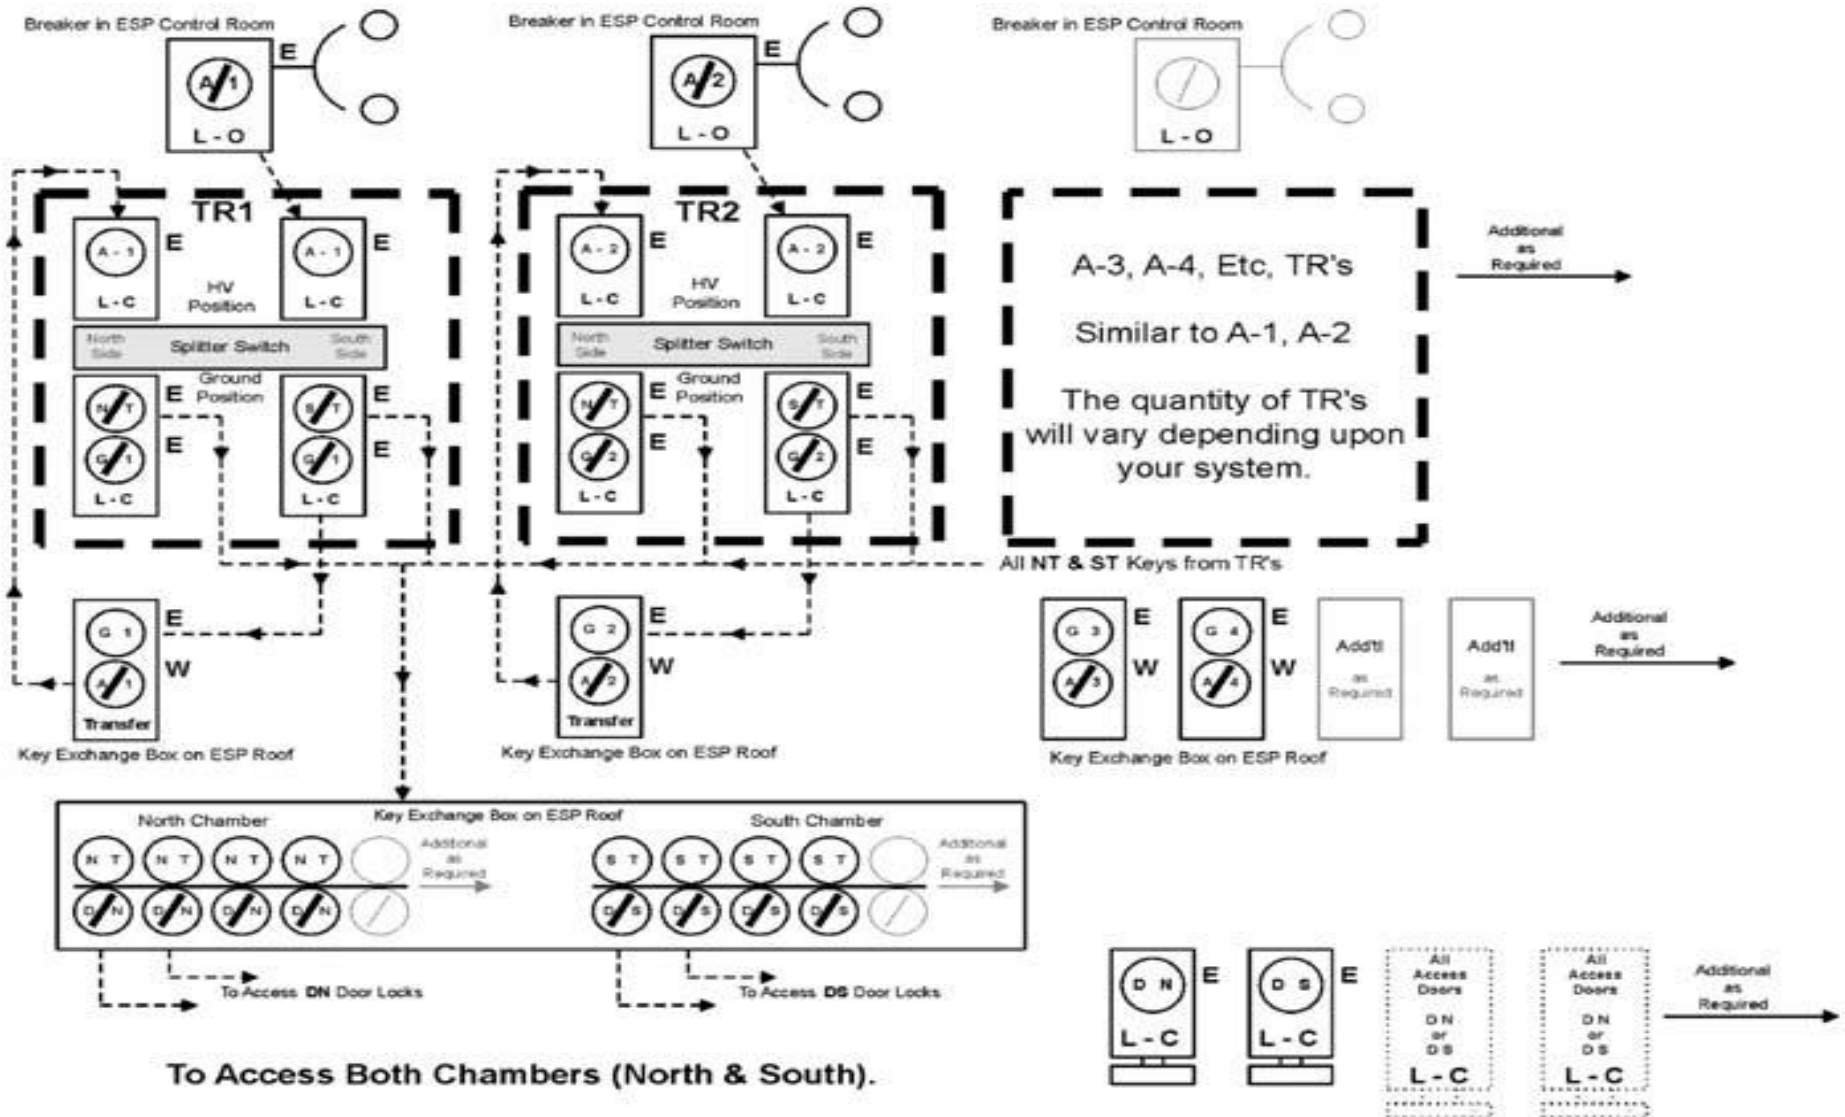 Breaker in ESP Control Room
E
A 1
L - O
Breaker in ESP Control Room
E
A 2
L - O
Breaker in ESP Control Room
L - O
TR1
A - 1
E
L - C
A - 1
E
L - C
HV
Position
North
Side
Splitter Switch
South
Side
Ground
Position
N T
E
G 1
E
L - C
S T
E
G 1
E
L - C
TR2
A - 2
E
L - C
A - 2
E
L - C
HV
Position
North
Side
Splitter Switch
South
Side
Ground
Position
N T
E
G 2
E
L - C
S T
E
G 2
E
L - C
A-3, A-4, Etc, TR's
Similar to A-1, A-2
The quantity of TR's
will vary depending upon
your system.
Additional
as
Required
All NT & ST Keys from TR's
G 1
E
A 1
W
Transfer
Key Exchange Box on ESP Roof
G 2
E
A 2
W
Transfer
Key Exchange Box on ESP Roof
G 3
E
A 3
W
G 4
E
A 4
W
Add'tl
as
Required
Add'tl
as
Required
Additional
as
Required
Key Exchange Box on ESP Roof
North Chamber
Key Exchange Box on ESP Roof
South Chamber
N T N T N T N T
Additional
as
Required
D N D N D N D N
S T S T S T S T
Additional
as
Required
D S D S D S D S
To Access DN Door Locks
To Access DS Door Locks
D N
E
L - C
D S
E
L - C
All
Access
Doors
D N
or
D S
L - C
All
Access
Doors
D N
or
D S
L - C
Additional
as
Required
To Access Both Chambers (North & South).